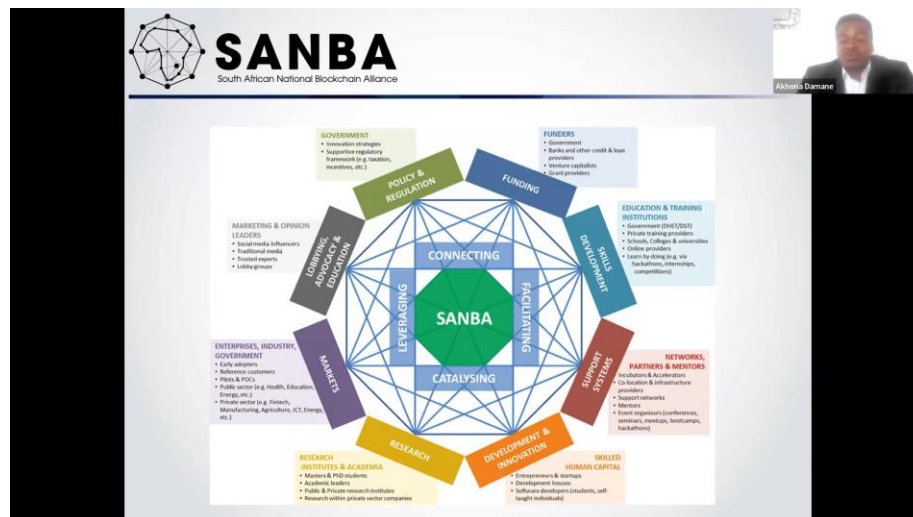 SANBA
South African National Blockchain Alliance
Akhona Damane
GOVERNMENT
• Innovation strategies
• Supportive regulatory
framework (e.g. taxation,
incentives, etc.)
POLICY &
REGULATION
FUNDERS
• Government
• Banks and other credit & loan
providers
• Venture capitalists
• Grant providers
FUNDING
EDUCATION & TRAINING
INSTITUTIONS
• Government (DHET/DST)
• Private training providers
• Schools, Colleges & universities
• Online providers
• Learn by doing (e.g. via
hackathons, internships,
competitions)
SKILLS
DEVELOPMENT
MARKETING & OPINION
LEADERS
• Social media influencers
• Traditional media
• Trusted experts
• Lobby groups
LOBBYING,
ADVOCACY &
EDUCATION
CONNECTING
LEVERAGING
SANBA
FACILITATING
CATALYSING
ENTERPRISES, INDUSTRY,
GOVERNMENT
• Early adopters
• Reference customers
• Pilots & POCs
• Public sector (e.g. Health, Education,
Energy, etc.)
• Private sector (e.g. Fintech,
Manufacturing, Agriculture, ICT, Energy,
etc.)
MARKETS
SUPPORT
SYSTEMS
NETWORKS,
PARTNERS & MENTORS
• Incubators & Accelerators
• Co-location & infrastructure
providers
• Support networks
• Mentors
• Event organisors (conferences,
seminars, meetups, bootcamps,
hackathons)
RESEARCH
RESEARCH
INSTITUTES & ACADEMIA
• Masters & PhD students
• Academic leaders
• Public & Private research institutes
• Research within private sector companies
DEVELOPMENT &
INNOVATION
SKILLED
HUMAN CAPITAL
• Entrepreneurs & startups
• Development houses
• Software developers (students, self-
taught individuals)